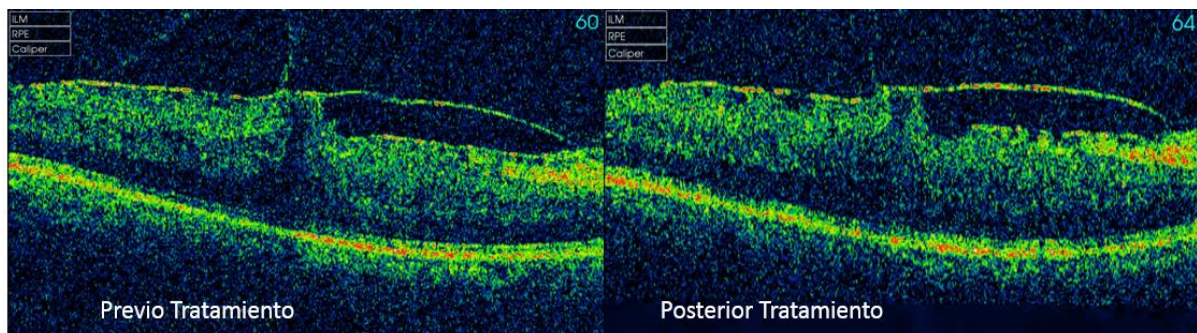 ILM
RPE
Caliper
60
Previo Tratamiento
ILM
RPE
Caliper
64
Posterior Tratamiento